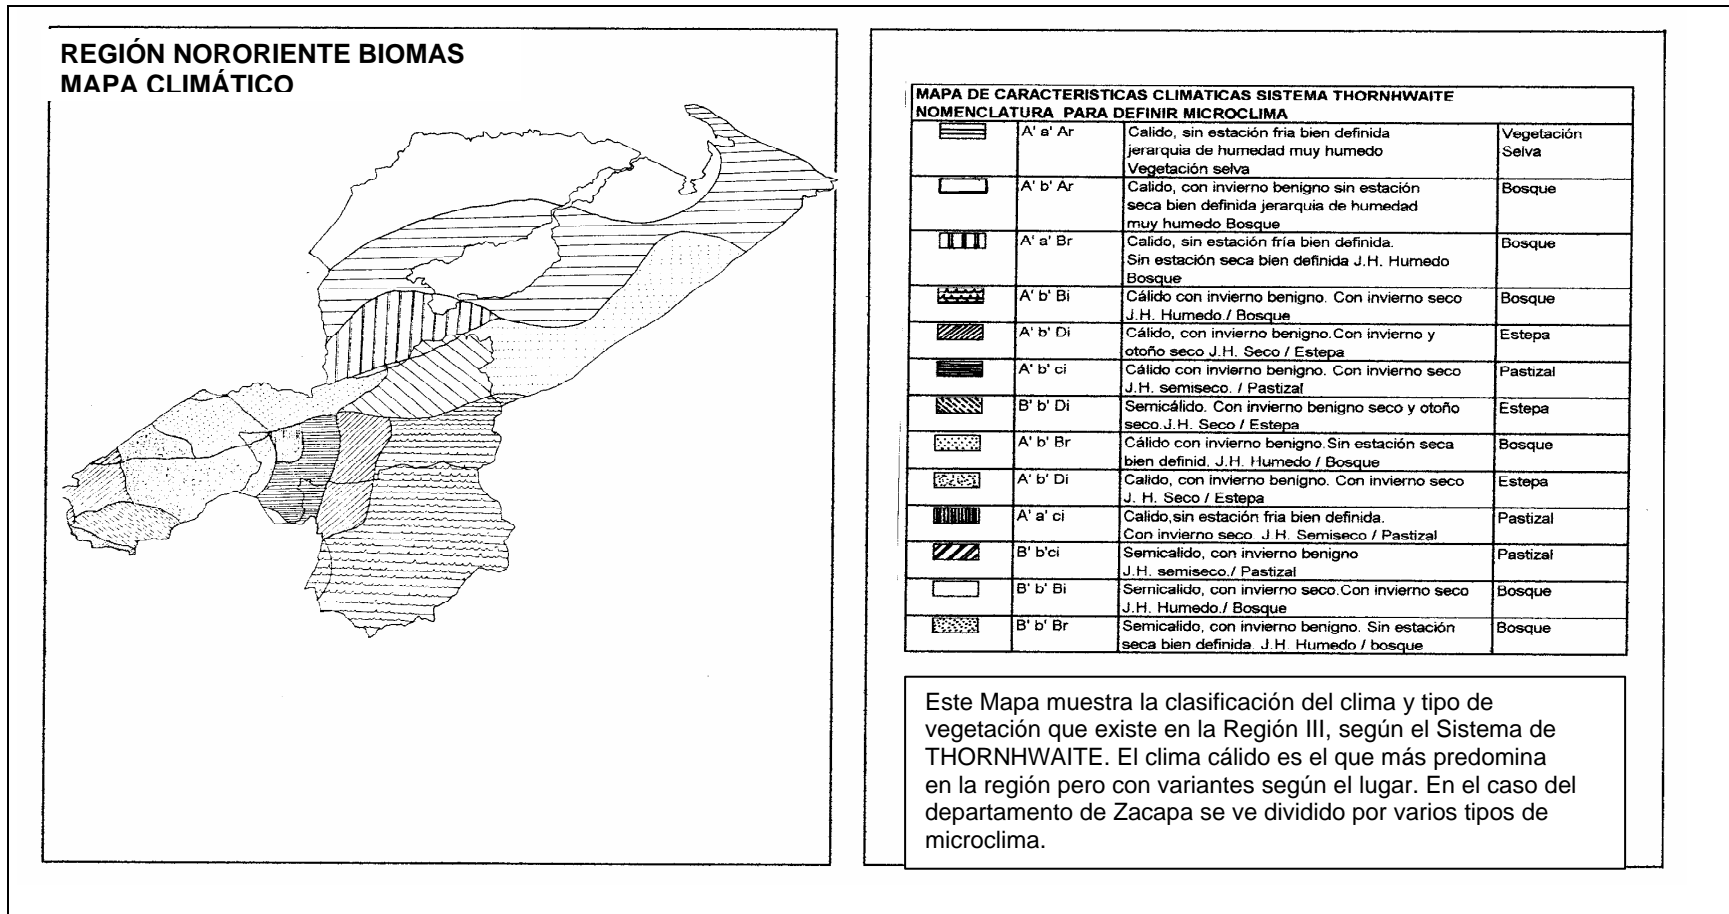 REGIÓN NORORIENTE BIOMAS
MAPA CLIMÁTICO
MAPA DE CARACTERISTICAS CLIMATICAS SISTEMA THORNHWAITE
NOMENCLATURA PARA DEFINIR MICROCLIMA
A' a' Ar Calido, sin estación fria bien definida Vegetación
jerarquia de humedad muy humedo Selva
Vegetación selva
A' b' Ar Calido, con invierno benigno sin estación Bosque
seca bien definida jerarquia de humedad
muy humedo Bosque
A' a' Br Calido, sin estación fría bien definida. Bosque
Sin estación seca bien definida J.H. Humedo
Bosque
A' b' Bi Cálido con invierno benigno. Con invierno seco Bosque
J.H. Humedo./ Bosque
A' b' Di Cálido, con invierno benigno.Con invierno y Estepa
otoño seco J.H. Seco / Estepa
A' b' ci Cálido con invierno benigno. Con invierno seco Pastizal
J.H. semiseco. / Pastizal
B' b' Di Semicálido. Con invierno benigno seco y otoño Estepa
seco.J.H. Seco / Estepa
A' b' Br Cálido con invierno benigno.Sin estación seca Bosque
bien definid. J.H. Humedo / Bosque
A' b' Di Calido, con invierno benigno. Con invierno seco Estepa
J. H. Seco / Estepa
A' a' ci Calido,sin estación fria bien definida. Pastizal
Con invierno seco. J.H. Semiseco / Pastizal
B' b'ci Semicalido, con invierno benigno Pastizal
J.H. semiseco./ Pastizal
B' b' Bi Semicalido, con invierno seco.Con invierno seco Bosque
J.H. Humedo./ Bosque
B' b' Br Semicalido, con invierno benigno. Sin estación Bosque
seca bien definida. J.H. Humedo / bosque
Este Mapa muestra la clasificación del clima y tipo de
vegetación que existe en la Región III, según el Sistema de
THORNHWAITE. El clima cálido es el que más predomina
en la región pero con variantes según el lugar. En el caso del
departamento de Zacapa se ve dividido por varios tipos de
microclima.